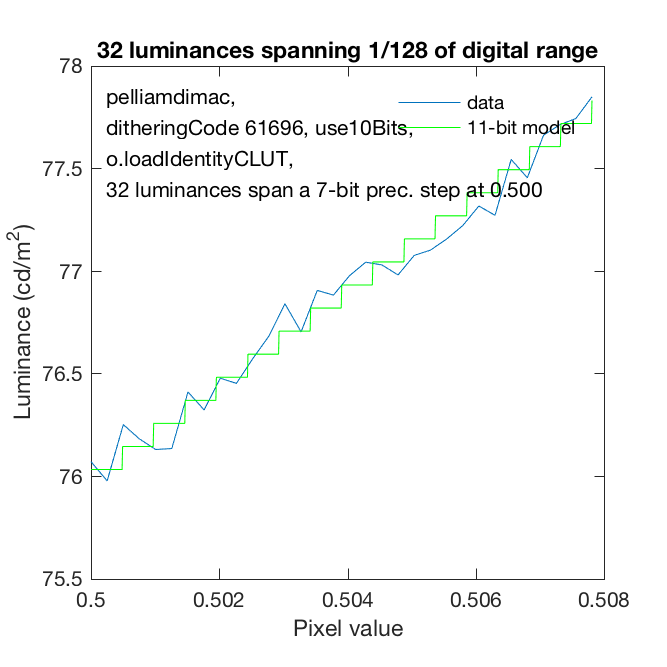 32 luminances spanning 1/128 of digital range
78
pelliamdimac,
data
ditheringCode 61696, use10Bits,
11-bit model
o.loadIdentityCLUT,
77.5
32 luminances span a 7-bit prec. step at 0.500
Luminance (cd/m²)
77
76.5
76
75.5
0.5 0.502 0.504 0.506 0.508
Pixel value